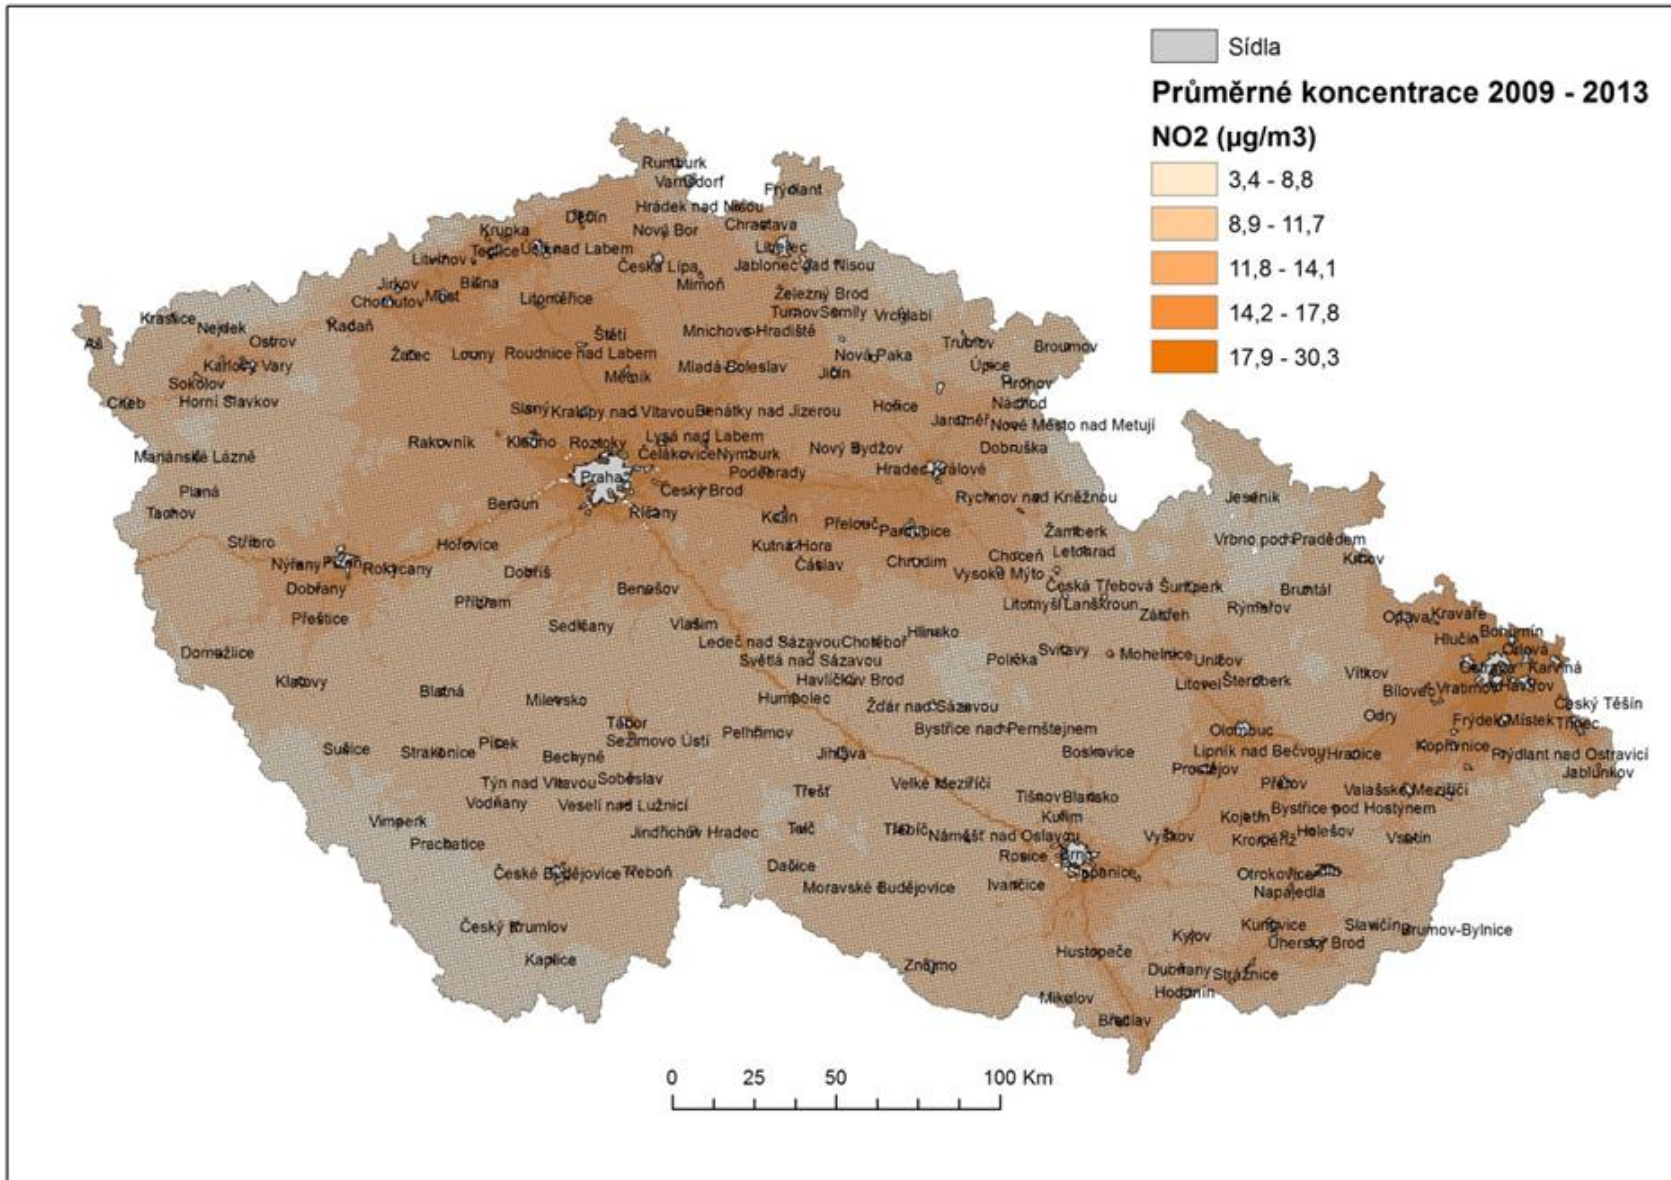 Sídla
Průměrné koncentrace 2009 - 2013
NO2 (µg/m3)
3,4 - 8,8
8,9 - 11,7
11,8 - 14,1
14,2 - 17,8
17,9 - 30,3
Rumburk
Varnsdorf
Frýdlant
Hrádek nad Nisou
Děčín
Chrastava
Krupka
Nový Bor
Teplice
Ústí nad Labem
Liberec
Litvínov
Česká Lípa
Jablonec nad Nisou
Jirkov
Bílina
Mimoň
Chomutov
Most
Litoměřice
Železný Brod
Kraslice
Nejdek
Kadaň
Turnov
Semily
Vrchlabí
Aš
Ostrov
Štětí
Mnichovo Hradiště
Trutnov
Broumov
Žatec
Louny
Roudnice nad Labem
Nová Paka
Karlovy Vary
Mladá Boleslav
Jičín
Úpice
Sokolov
Mělník
Hronov
Cheb
Horní Slavkov
Slaný
Kralupy nad Vltavou
Benátky nad Jizerou
Hořice
Náchod
Jaroměř
Nové Město nad Metují
Rakovník
Kladno
Roztoky
Lysá nad Labem
Nový Bydžov
Dobruška
Mariánské Lázně
Čelákovice
Nymburk
Praha
Poděbrady
Hradec Králové
Planá
Český Brod
Rychnov nad Kněžnou
Jeseník
Tachov
Beroun
Říčany
Kolín
Přelouč
Pardubice
Žamberk
Stříbro
Hořovice
Kutná Hora
Choceň
Letohrad
Vrbno pod Pradědem
Nýřany
Plzeň
Rokycany
Čáslav
Chrudim
Vysoké Mýto
Krnov
Dobřany
Dobříš
Benešov
Česká Třebová
Šumperk
Bruntál
Příbram
Litomyšl
Lanškroun
Rýmařov
Přeštice
Sedlčany
Vlašim
Zábřeh
Opava
Kravaře
Ledeč nad Sázavou
Chotěboř
Hlinsko
Hlučín
Bohumín
Domažlice
Světlá nad Sázavou
Polička
Svitavy
Mohelnice
Uničov
Orlová
Klatovy
Havlíčkův Brod
Litovel
Šternberk
Vítkov
Ostrava
Karviná
Blatná
Milevsko
Humpolec
Bílovec
Vratimov
Havířov
Žďár nad Sázavou
Český Těšín
Tábor
Pelhřimov
Bystřice nad Pernštejnem
Olomouc
Odry
Frýdek-Místek
Třinec
Sušice
Strakonice
Písek
Sezimovo Ústí
Jihlava
Boskovice
Lipník nad Bečvou
Hranice
Kopřivnice
Frýdlant nad Ostravicí
Bechyně
Prostějov
Jablunkov
Týn nad Vltavou
Soběslav
Třešť
Velké Meziříčí
Přerov
Valašské Meziříčí
Vodňany
Veselí nad Lužnicí
Tišnov
Blansko
Bystřice pod Hostýnem
Vimperk
Jindřichův Hradec
Telč
Třebíč
Náměšť nad Oslavou
Kuřim
Vyškov
Kojetín
Holešov
Prachatice
Kroměříž
Vsetín
Rosice
Brno
České Budějovice
Třeboň
Dačice
Šlapanice
Otrokovice
Zlín
Moravské Budějovice
Ivančice
Napajedla
Český Krumlov
Kunovice
Slavičín
Brumov-Bylnice
Kyjov
Uherský Brod
Kaplice
Znojmo
Hustopeče
Dubňany
Strážnice
Mikulov
Hodonín
Břeclav
0 25 50 100 Km